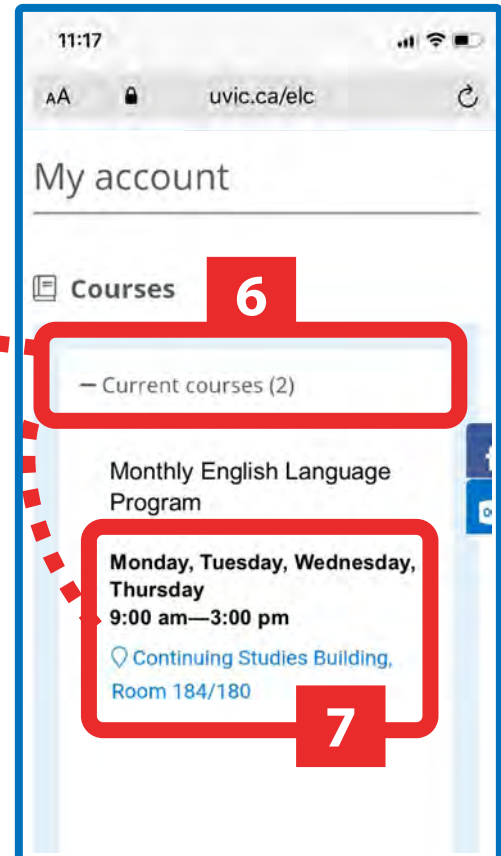 11:17
AA uvic.ca/elc
My account
Courses
6
– Current courses (2)
Monthly English Language
Program
Monday, Tuesday, Wednesday,
Thursday
9:00 am—3:00 pm
Continuing Studies Building,
Room 184/180
7